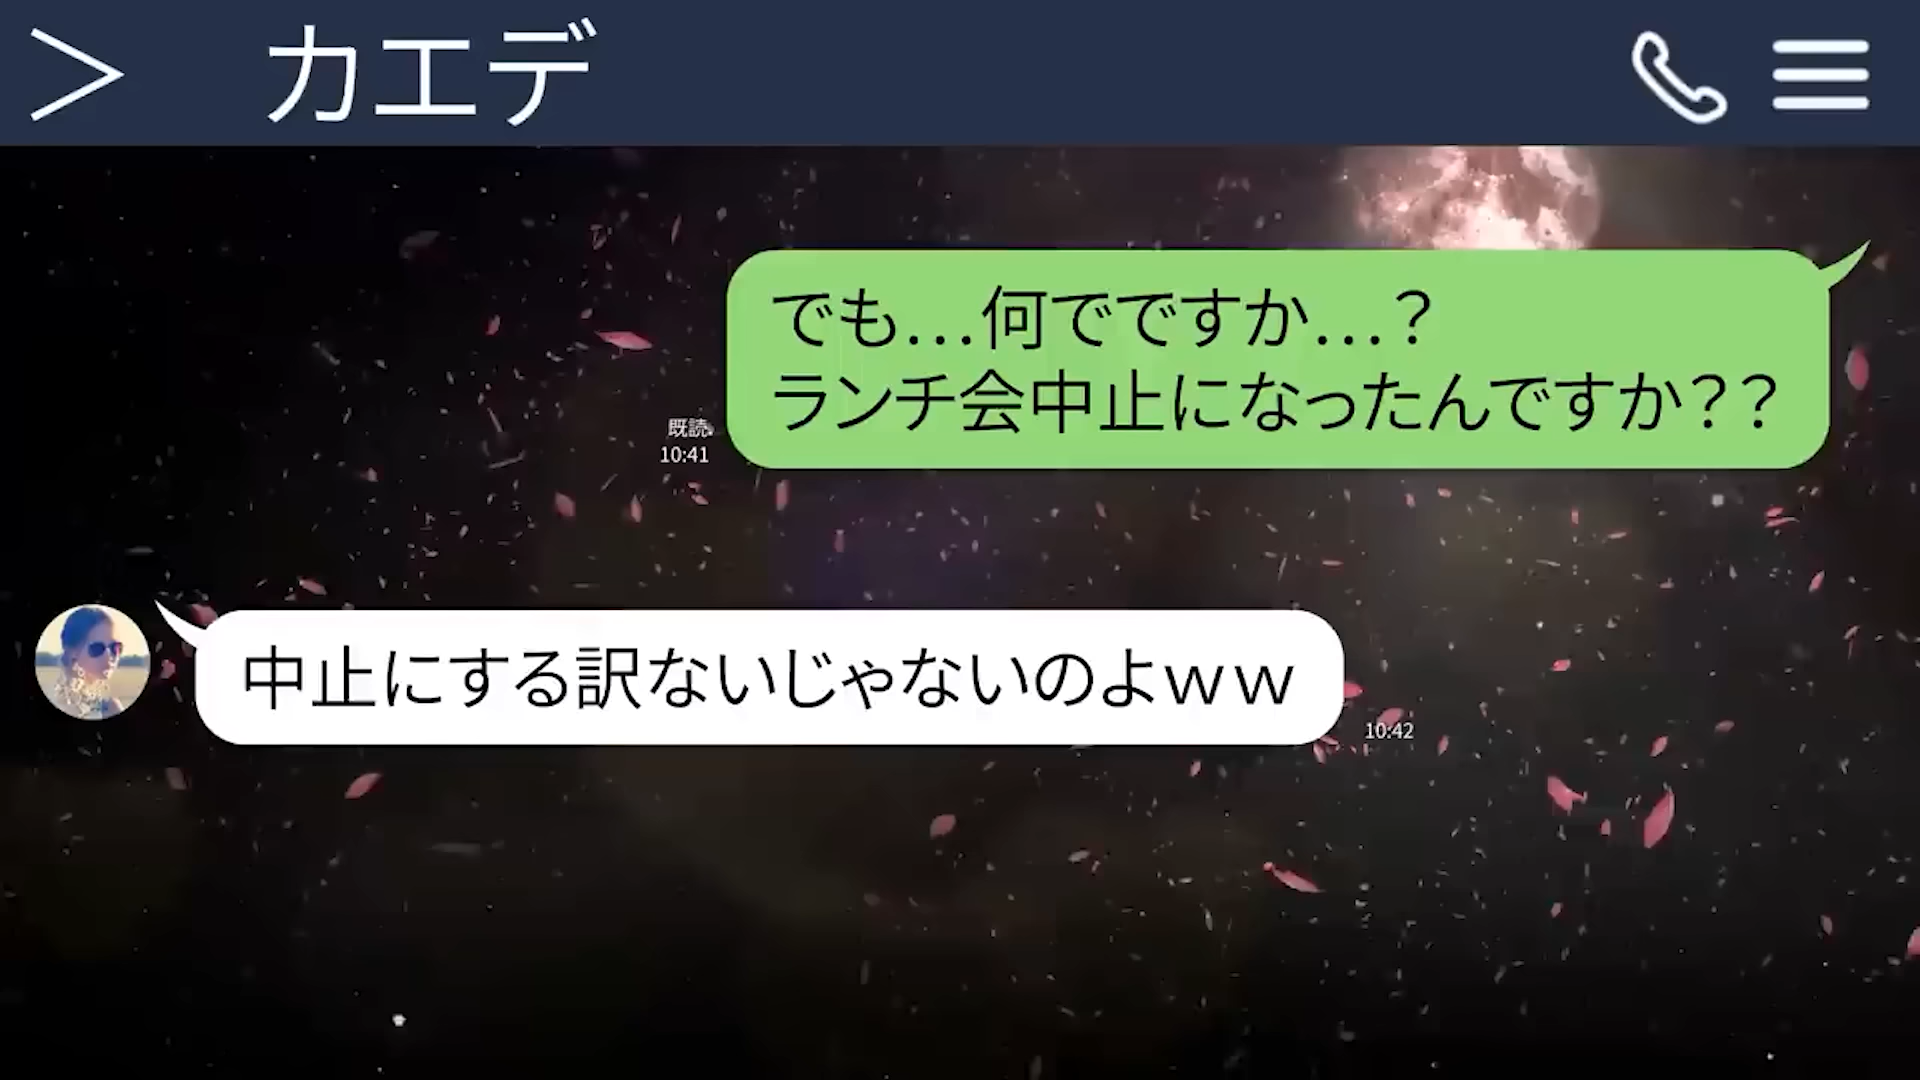 ＞ カエデ
でも…何でですか…？
ランチ会中止になったんですか？？
既読
10:41
中止にする訳ないじゃないのよｗｗ
10:42